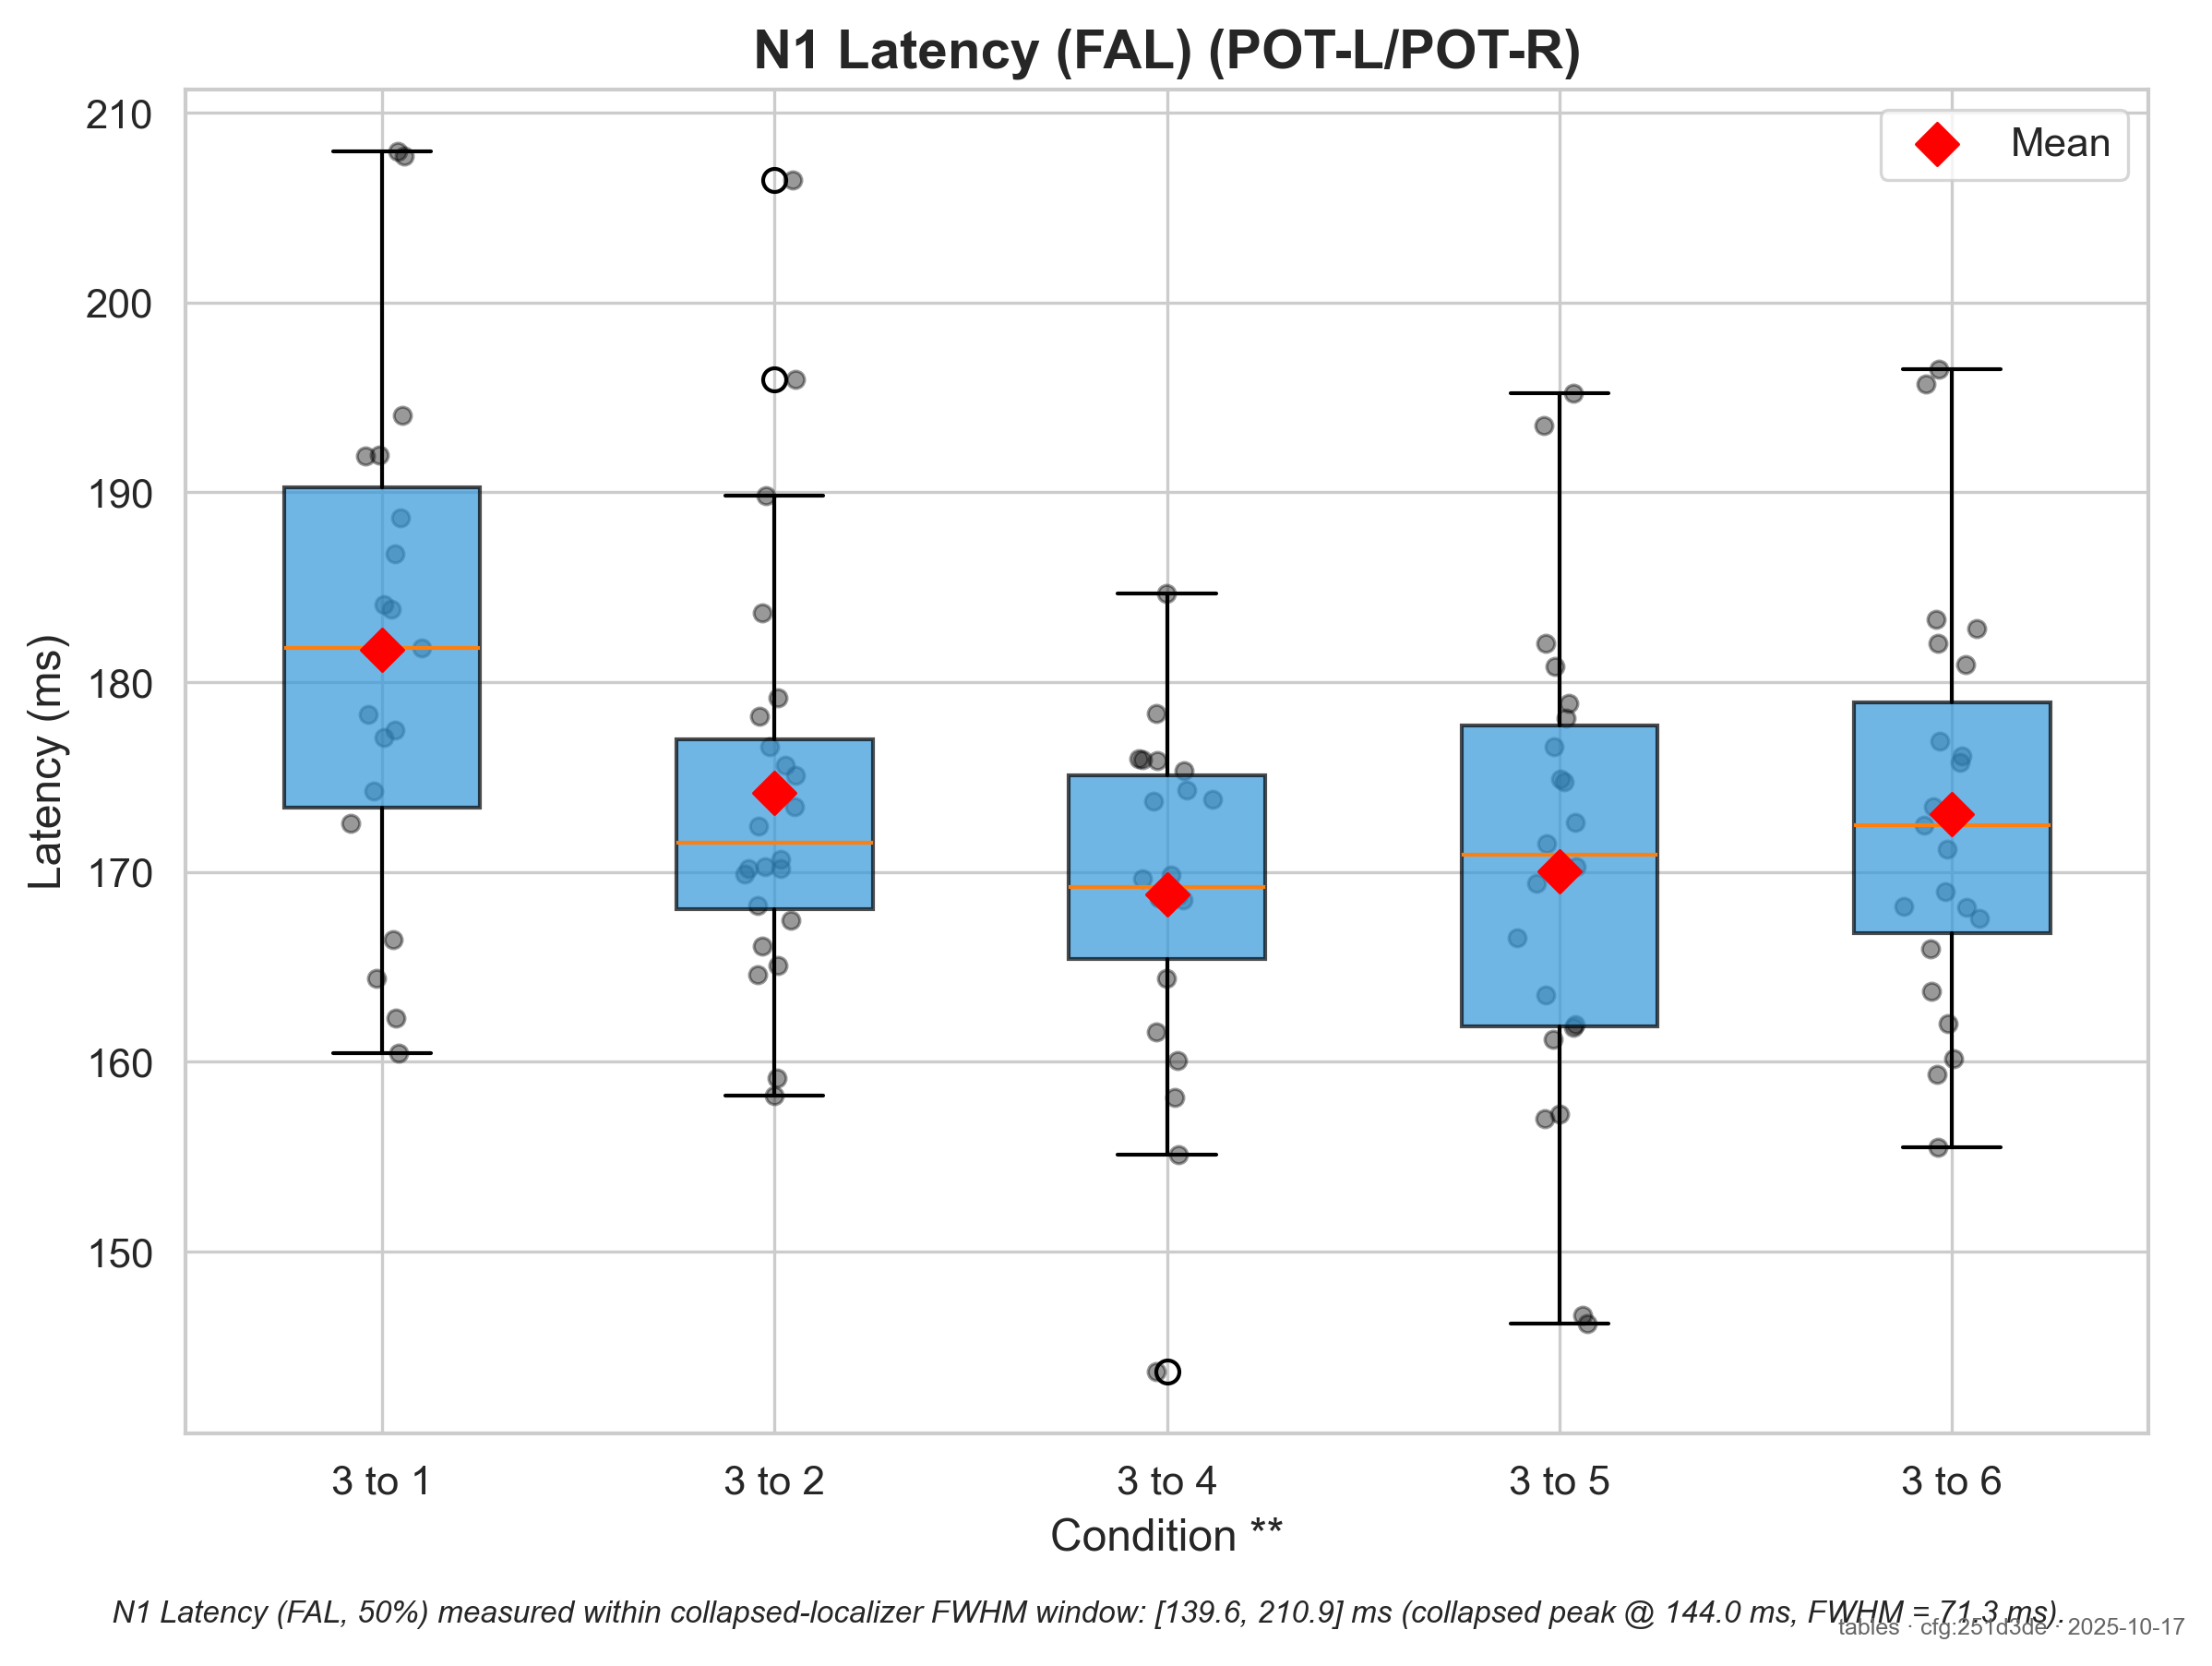 N1 Latency (FAL) (POT-L/POT-R)
Mean
Latency (ms)
210
200
190
180
170
160
150
3 to 1
3 to 2
3 to 4
3 to 5
3 to 6
Condition **
N1 Latency (FAL, 50%) measured within collapsed-localizer FWHM window: [139.6, 210.9] ms (collapsed peak @ 144.0 ms, FWHM = 71.3 ms).
tables · cfg:251d3de · 2025-10-17